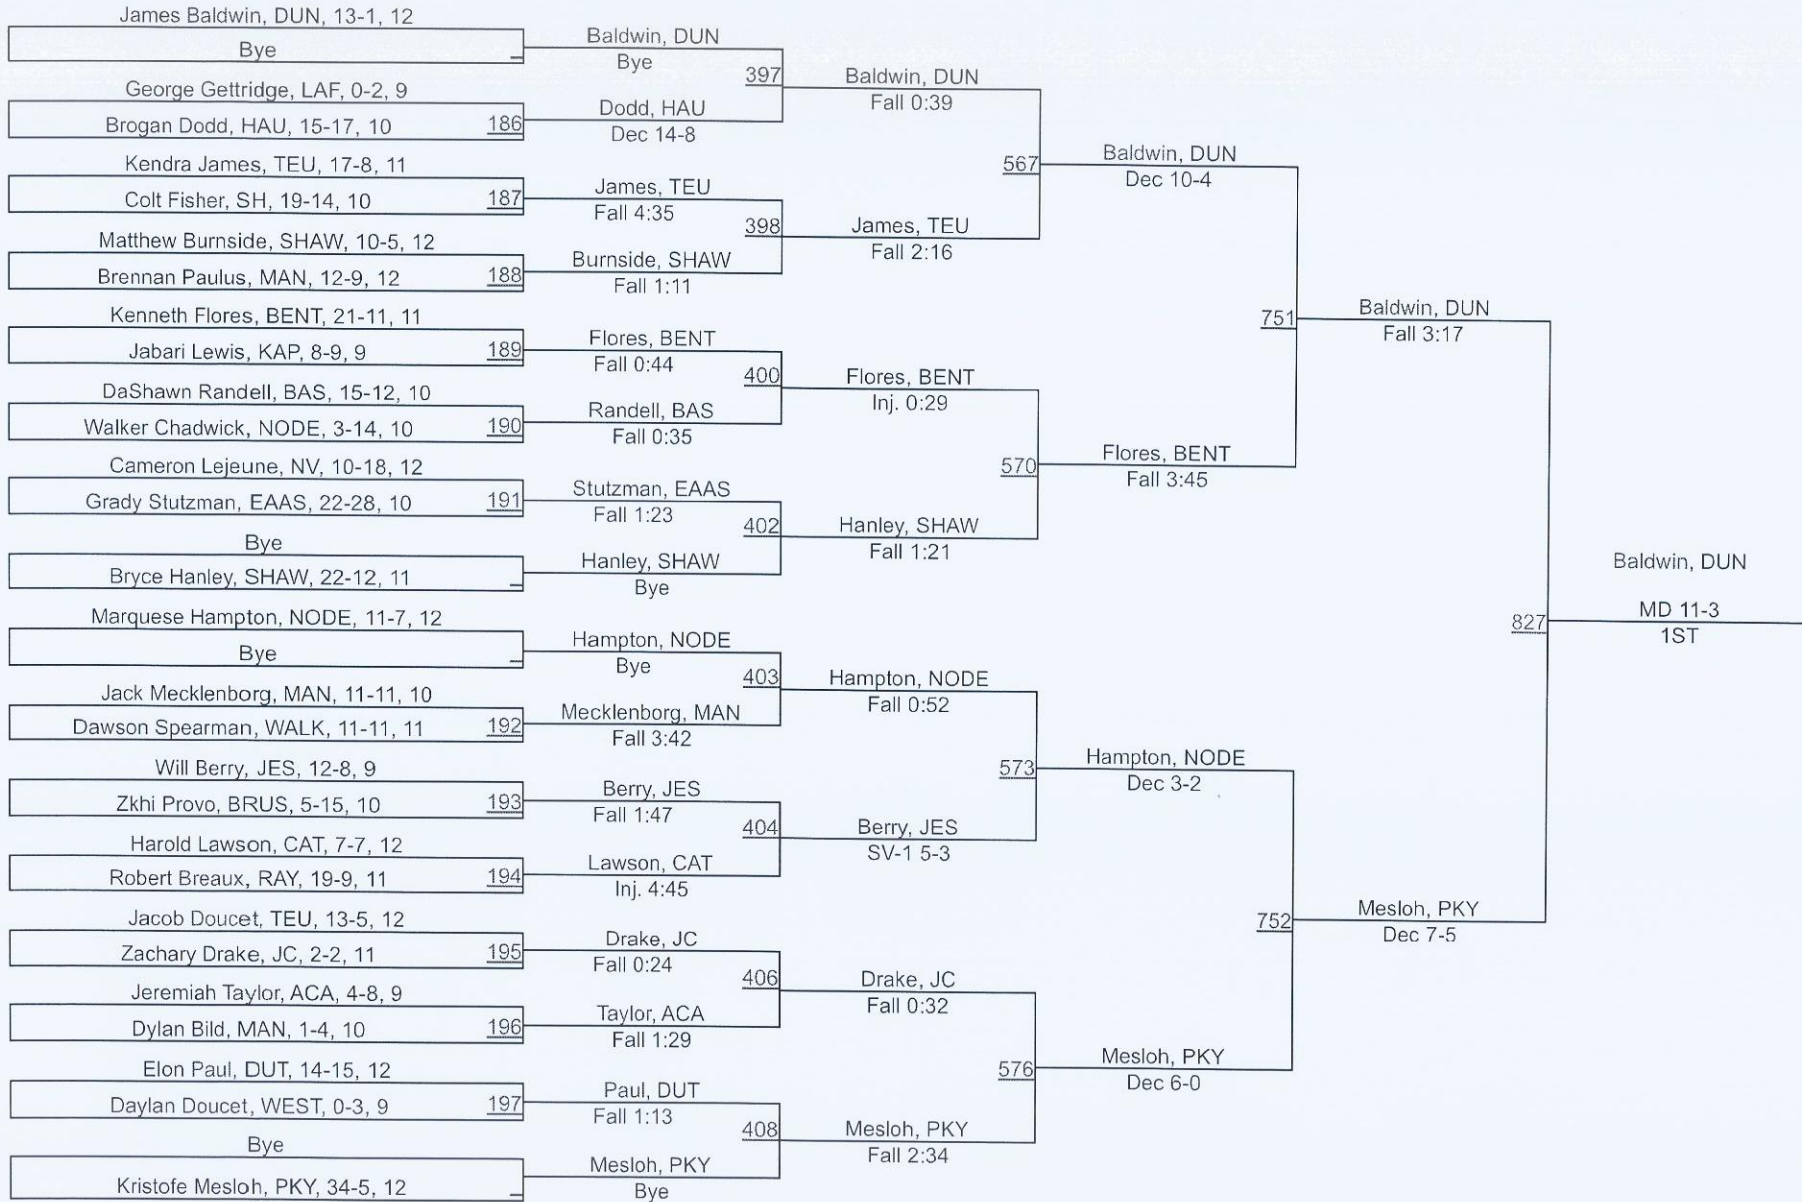 James Baldwin, DUN, 13-1, 12
Bye
George Gettridge, LAF, 0-2, 9
Brogan Dodd, HAU, 15-17, 10
186
Kendra James, TEU, 17-8, 11
Colt Fisher, SH, 19-14, 10
187
Matthew Burnside, SHAW, 10-5, 12
Brennan Paulus, MAN, 12-9, 12
188
Kenneth Flores, BENT, 21-11, 11
Jabari Lewis, KAP, 8-9, 9
189
DaShawn Randell, BAS, 15-12, 10
Walker Chadwick, NODE, 3-14, 10
190
Cameron Lejeune, NV, 10-18, 12
Grady Stutzman, EAAS, 22-28, 10
191
Bye
Bryce Hanley, SHAW, 22-12, 11
Marquese Hampton, NODE, 11-7, 12
Bye
Jack Mecklenborg, MAN, 11-11, 10
Dawson Spearman, WALK, 11-11, 11
192
Will Berry, JES, 12-8, 9
Zkhi Provo, BRUS, 5-15, 10
193
Harold Lawson, CAT, 7-7, 12
Robert Breaux, RAY, 19-9, 11
194
Jacob Doucet, TEU, 13-5, 12
Zachary Drake, JC, 2-2, 11
195
Jeremiah Taylor, ACA, 4-8, 9
Dylan Bild, MAN, 1-4, 10
196
Elon Paul, DUT, 14-15, 12
Daylan Doucet, WEST, 0-3, 9
197
Bye
Kristofe Mesloh, PKY, 34-5, 12
Baldwin, DUN
Bye
397
Dodd, HAU
Dec 14-8
James, TEU
Fall 4:35
398
Burnside, SHAW
Fall 1:11
Flores, BENT
Fall 0:44
400
Randell, BAS
Fall 0:35
Stutzman, EAAS
Fall 1:23
402
Hanley, SHAW
Bye
Hampton, NODE
Bye
403
Mecklenborg, MAN
Fall 3:42
Berry, JES
Fall 1:47
404
Lawson, CAT
Inj. 4:45
Drake, JC
Fall 0:24
406
Taylor, ACA
Fall 1:29
Paul, DUT
Fall 1:13
408
Mesloh, PKY
Bye
Baldwin, DUN
Fall 0:39
567
James, TEU
Fall 2:16
Flores, BENT
Inj. 0:29
570
Hanley, SHAW
Fall 1:21
Hampton, NODE
Fall 0:52
573
Berry, JES
SV-1 5-3
Drake, JC
Fall 0:32
576
Mesloh, PKY
Fall 2:34
Baldwin, DUN
Dec 10-4
751
Flores, BENT
Fall 3:45
Hampton, NODE
Dec 3-2
752
Mesloh, PKY
Dec 6-0
Baldwin, DUN
Fall 3:17
827
Mesloh, PKY
Dec 7-5
Baldwin, DUN
MD 11-3
1ST